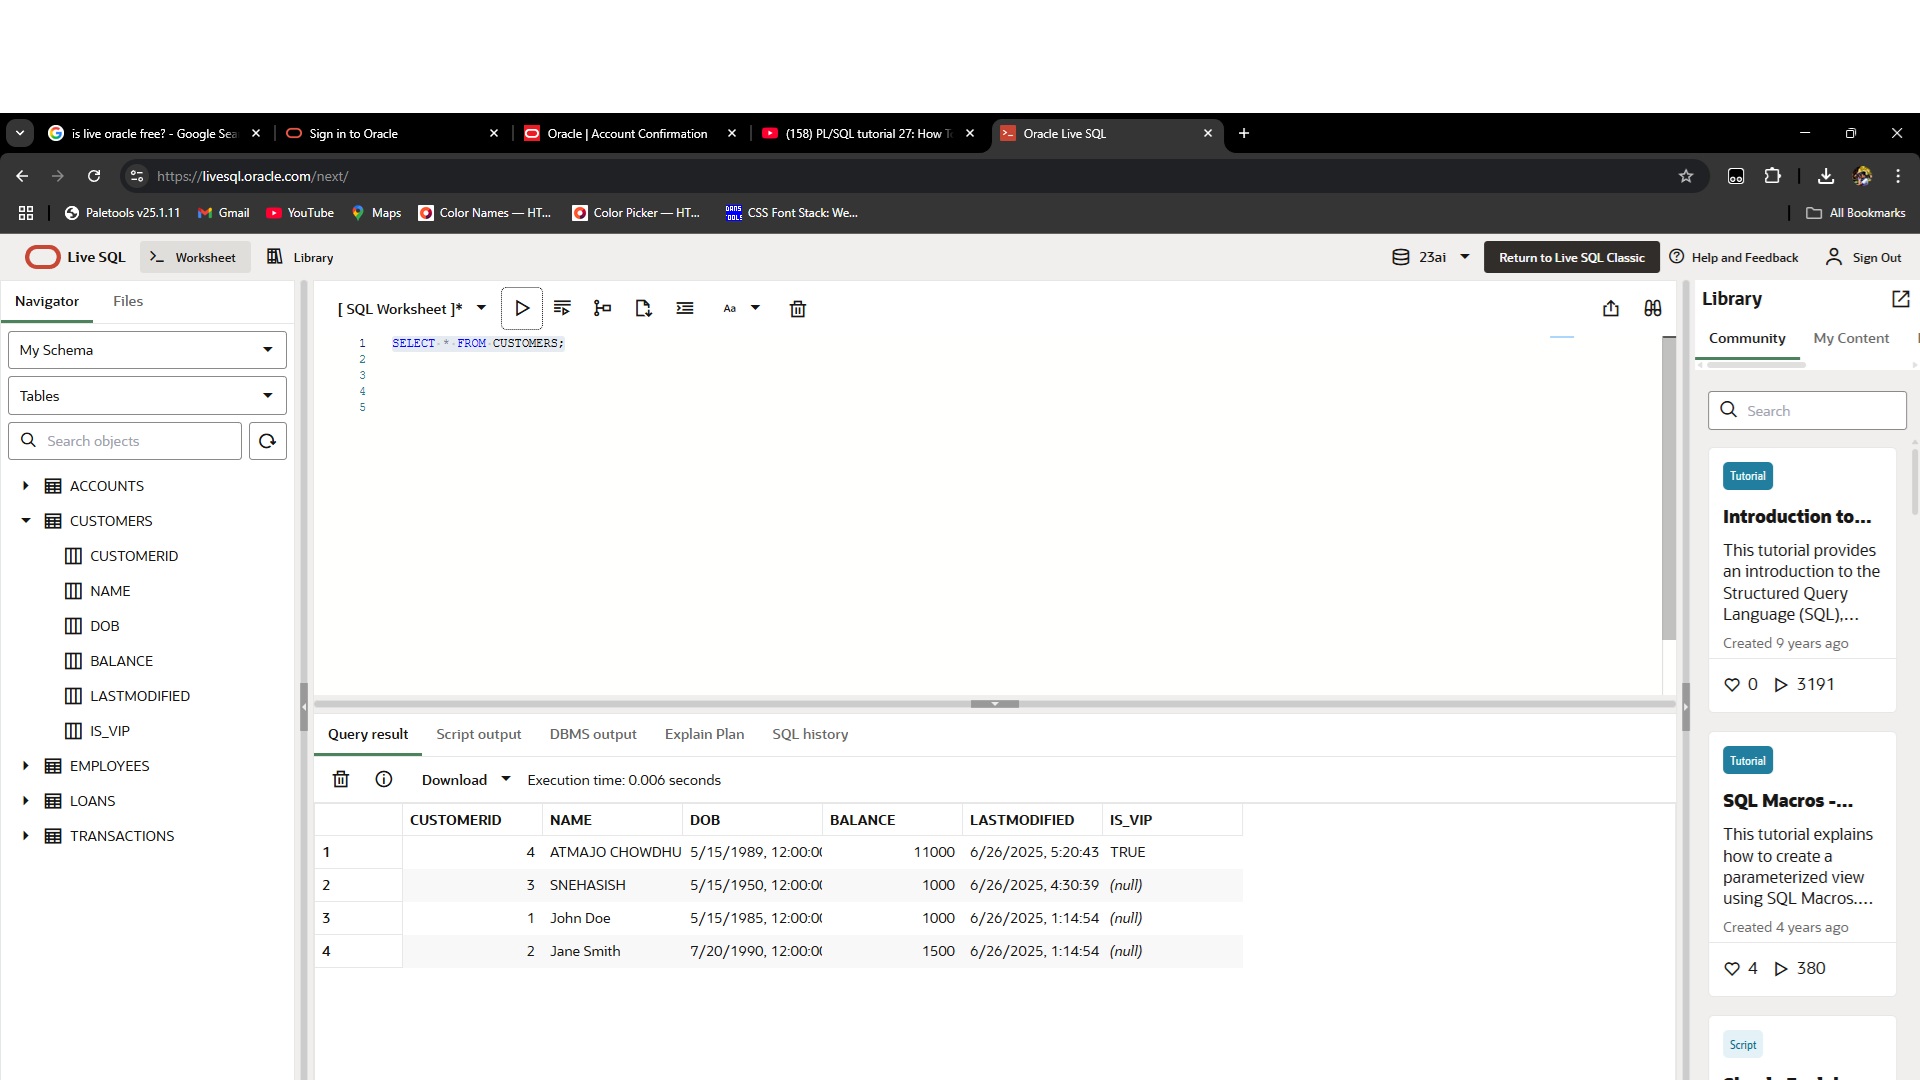 is live oracle free? - Google Sea
Sign in to Oracle
Oracle | Account Confirmation
(158) PL/SQL tutorial 27: How T
Oracle Live SQL
https://livesql.oracle.com/next/
Paletools v25.1.11
Gmail
YouTube
Maps
Color Names — HT...
Color Picker — HT...
CSS Font Stack: We...
All Bookmarks
Live SQL
Worksheet
Library
23ai
Return to Live SQL Classic
Help and Feedback
Sign Out
Navigator
Files
My Schema
Tables
Search objects
ACCOUNTS
CUSTOMERS
CUSTOMERID
NAME
DOB
BALANCE
LASTMODIFIED
IS_VIP
EMPLOYEES
LOANS
TRANSACTIONS
[ SQL Worksheet ]*
Aa
1 SELECT * FROM CUSTOMERS;
2
3
4
5
Query result Script output DBMS output Explain Plan SQL history
Download Execution time: 0.006 seconds
CUSTOMERID NAME DOB BALANCE LASTMODIFIED IS_VIP
1 4 ATMAJO CHOWDHU 5/15/1989, 12:00:00 11000 6/26/2025, 5:20:43 TRUE
2 3 SNEHASISH 5/15/1950, 12:00:00 1000 6/26/2025, 4:30:39 (null)
3 1 John Doe 5/15/1985, 12:00:00 1000 6/26/2025, 1:14:54 (null)
4 2 Jane Smith 7/20/1990, 12:00:00 1500 6/26/2025, 1:14:54 (null)
Library
Community
My Content
Search
Tutorial
Introduction to...
This tutorial provides
an introduction to the
Structured Query
Language (SQL),...
Created 9 years ago
0 3191
Tutorial
SQL Macros -...
This tutorial explains
how to create a
parameterized view
using SQL Macros....
Created 4 years ago
4 380
Script